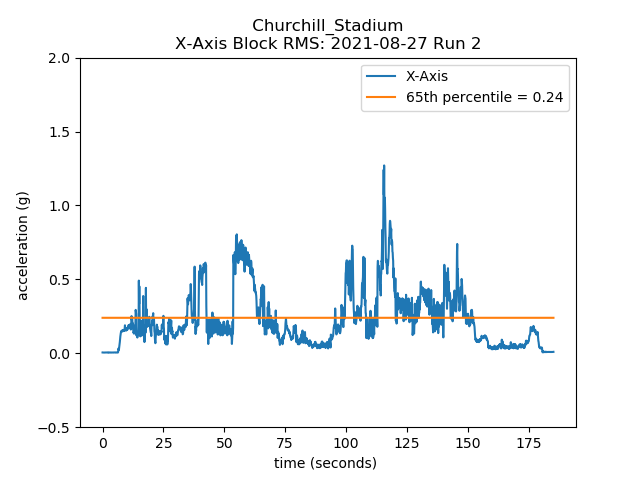 Churchill_Stadium
X-Axis Block RMS: 2021-08-27 Run 2
2.0
X-Axis
65th percentile = 0.24
1.5
1.0
0.5
0.0
−0.5
acceleration (g)
0 25 50 75 100 125 150 175
time (seconds)